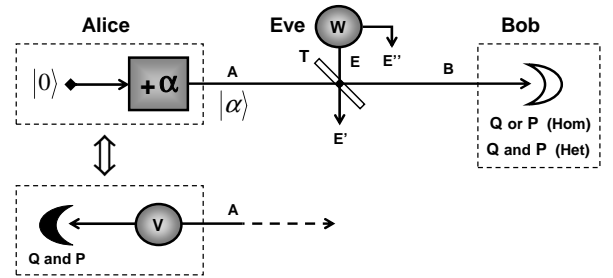 Alice
Eve
Bob
W
T
E
E''
|0⟩
+α
A
|α⟩
B
E'
Q or P (Hom)
Q and P (Het)
V
A
Q and P